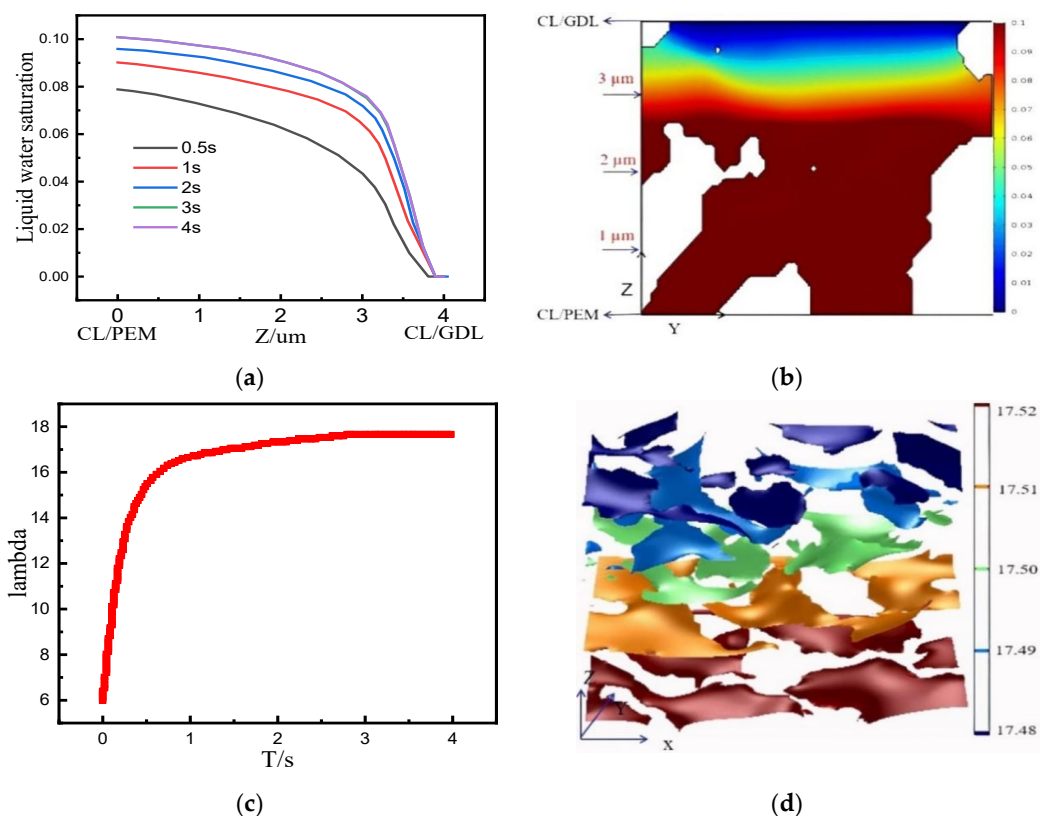 0.10
0.08
0.06
0.04
0.02
0.00
Liquid water saturation
0.5s
1s
2s
3s
4s
0 1 2 3 4
CL/PEM Z/um CL/GDL
(a)
CL/GDL
3 μm
2 μm
1 μm
Z
CL/PEM
Y
0.1
0.09
0.08
0.07
0.06
0.05
0.04
0.03
0.02
0.01
0
(b)
18
16
14
12
10
8
6
lambda
0 1 2 3 4
T/s
(c)
17.52
17.51
17.50
17.49
17.48
Z
Y
X
(d)